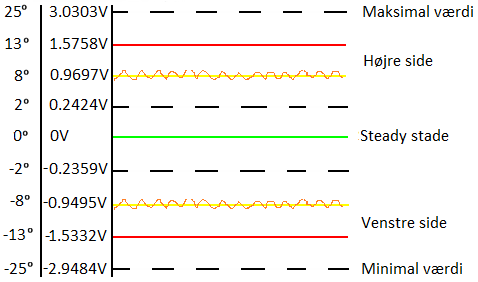 25° 3.0303V Maksimal værdi
13° 1.5758V
Højre side
8° 0.9697V
2° 0.2424V
0° 0V Steady stade
-2° -0.2359V
-8° -0.9495V
Venstre side
-13° -1.5332V
-25° -2.9484V Minimal værdi